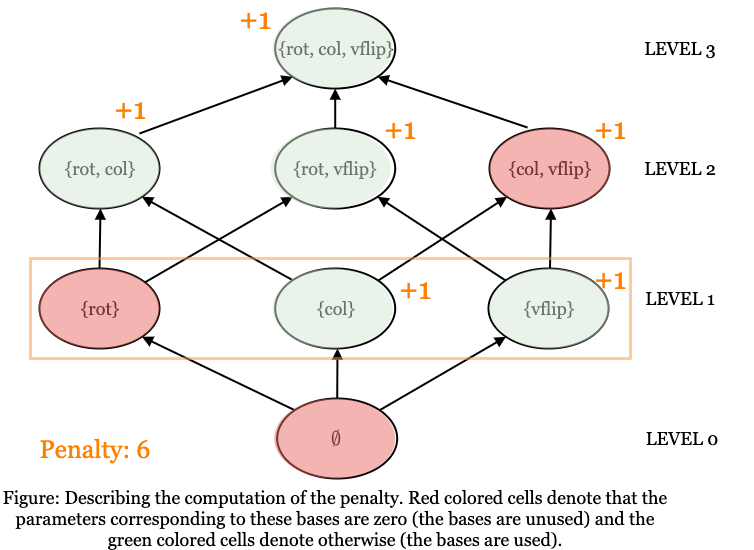 +1
{rot, col, vflip}
LEVEL 3
+1
+1
+1
{rot, col}
{rot, vflip}
{col, vflip}
LEVEL 2
+1
+1
{rot}
{col}
{vflip}
LEVEL 1
∅
LEVEL 0
Penalty: 6
Figure: Describing the computation of the penalty. Red colored cells denote that the
parameters corresponding to these bases are zero (the bases are unused) and the
green colored cells denote otherwise (the bases are used).